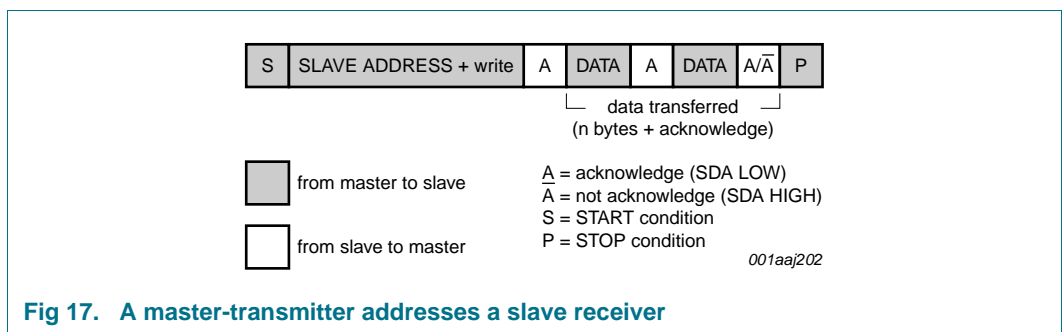 S SLAVE ADDRESS + write A DATA A DATA A/A̅ P
data transferred
(n bytes + acknowledge)
from master to slave
from slave to master
A = acknowledge (SDA LOW)
A̅ = not acknowledge (SDA HIGH)
S = START condition
P = STOP condition
001aaj202
Fig 17. A master-transmitter addresses a slave receiver